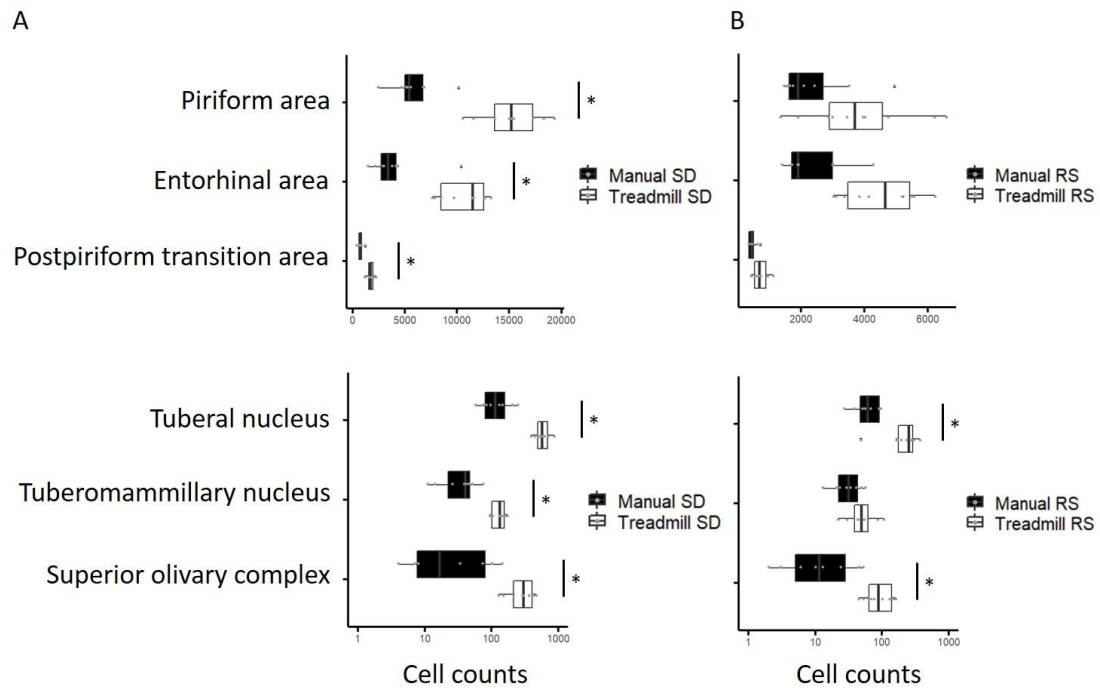 A
B
Piriform area
*
Entorhinal area
*
Manual SD
Treadmill SD
Manual RS
Treadmill RS
Postpiriform transition area
*
0 5000 10000 15000 20000
2000 4000 6000
Tuberal nucleus
*
*
Tuberomammillary nucleus
*
Manual SD
Treadmill SD
Manual RS
Treadmill RS
Superior olivary complex
*
*
1 10 100 1000
1 10 100 1000
Cell counts
Cell counts